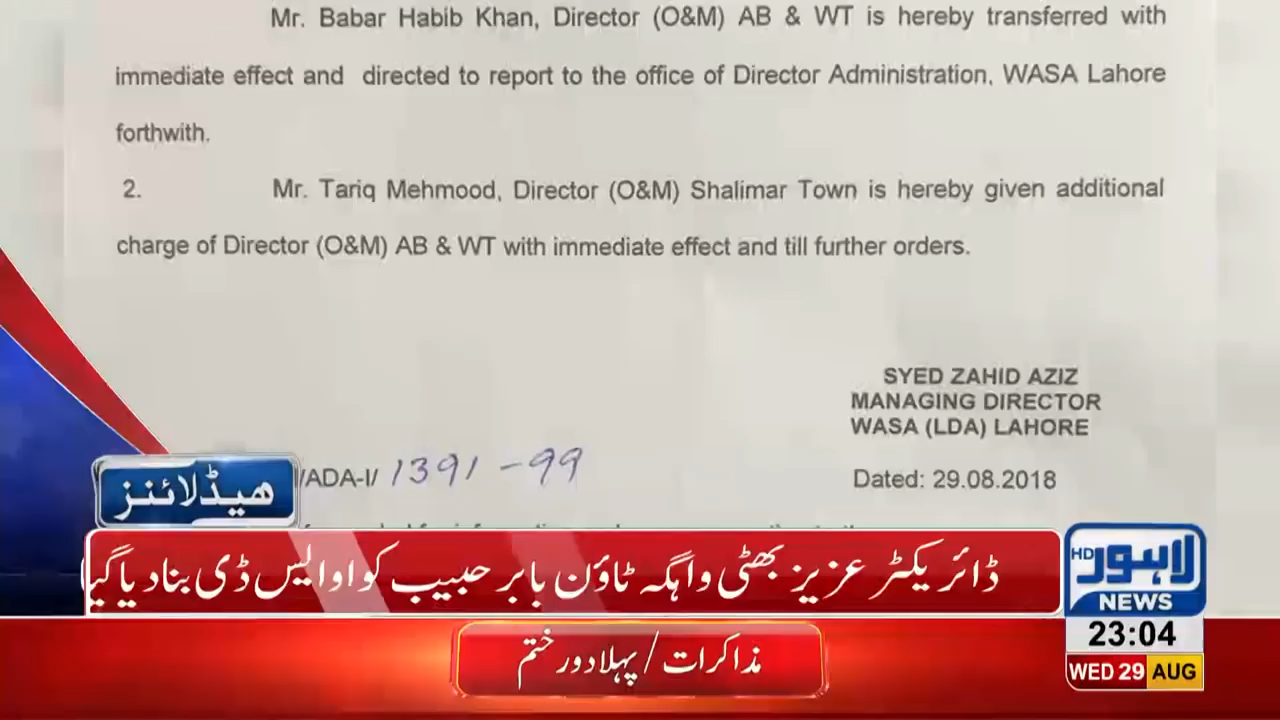 Mr. Babar Habib Khan, Director (O&M) AB & WT is hereby transferred with
immediate effect and directed to report to the office of Director Administration, WASA Lahore
forthwith.
2. Mr. Tariq Mehmood, Director (O&M) Shalimar Town is hereby given additional
charge of Director (O&M) AB & WT with immediate effect and till further orders.
SYED ZAHID AZIZ
MANAGING DIRECTOR
WASA (LDA) LAHORE
/ADA-I/ 1391 -99
Dated: 29.08.2018
ہیڈلائنز
ڈائریکٹر عزیز بھٹی واہگہ ٹاؤن بابر حبیب کو اوایس ڈی بنا دیا گیا
لاہور HD
NEWS
23:04
WED 29 AUG
مذاکرات / پہلا دور ختم